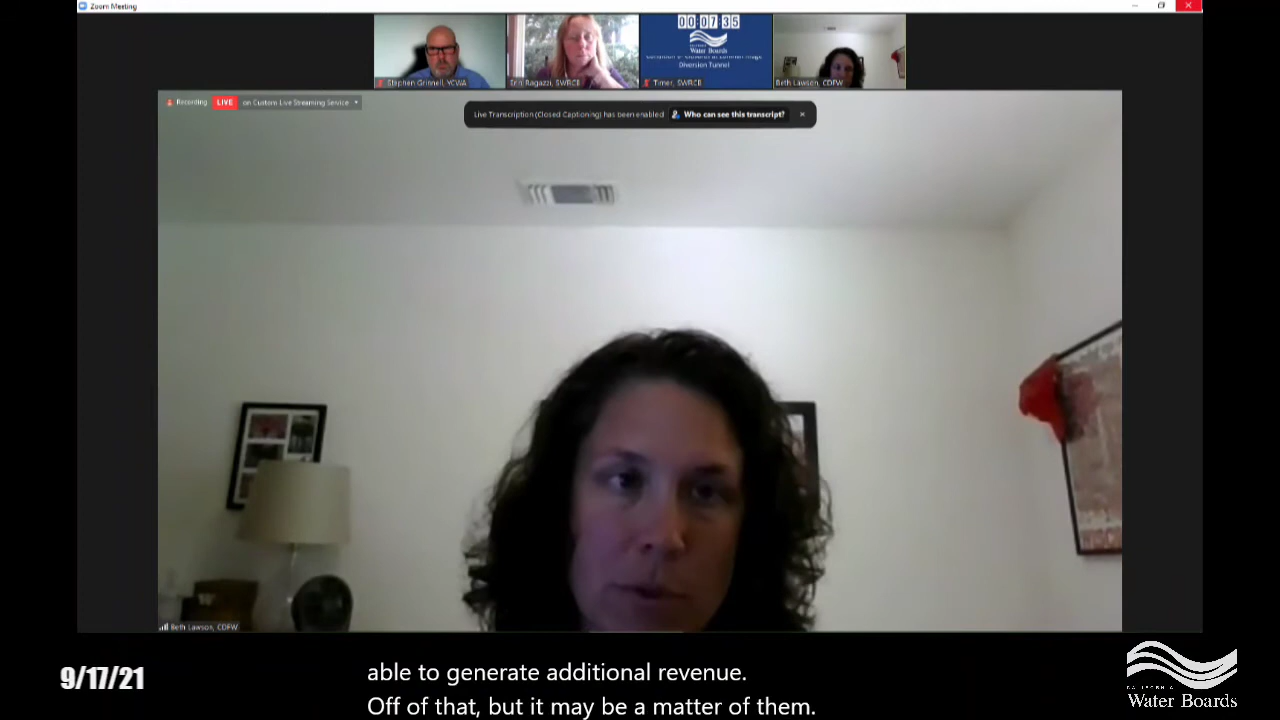 Zoom Meeting
00:07:35
Water Boards
Diversion Tunnel
Stephen Grinnell, YCWA
Erin Ragazzi, SWRCB
Timer, SWRCB
Beth Lawson, CDFW
Recording
LIVE
on Custom Live Streaming Service
Live Transcription (Closed Captioning) has been enabled
Who can see this transcript?
Beth Lawson, CDFW
9/17/21
able to generate additional revenue.
Off of that, but it may be a matter of them.
CALIFORNIA
Water Boards